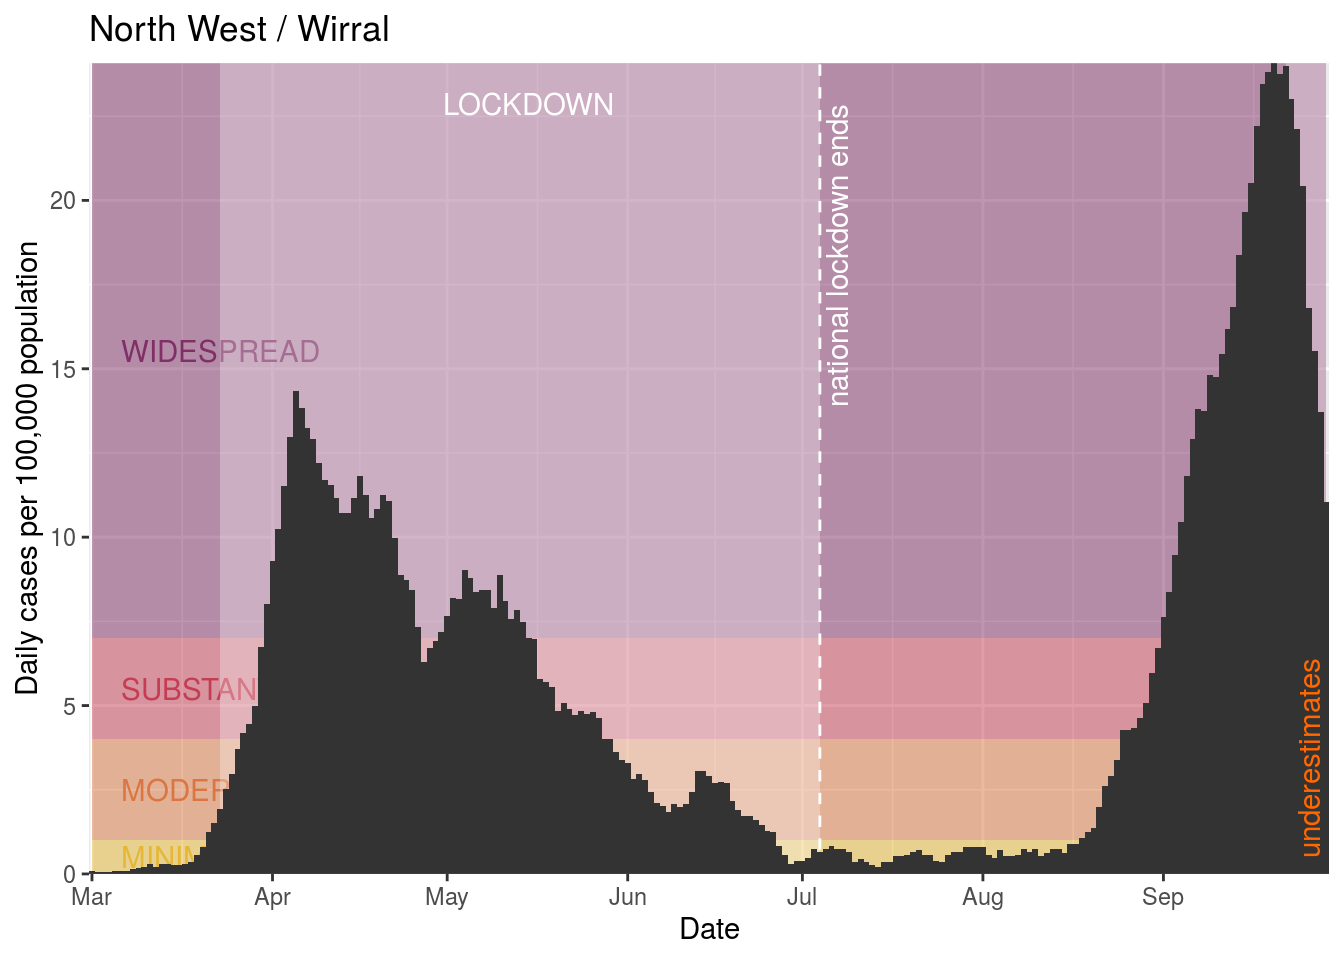 North West / Wirral
LOCKDOWN
national lockdown ends
WIDESPREAD
SUBSTAN
MODER
MINIM
underestimates
Daily cases per 100,000 population
20
15
10
5
0
Mar Apr May Jun Jul Aug Sep
Date